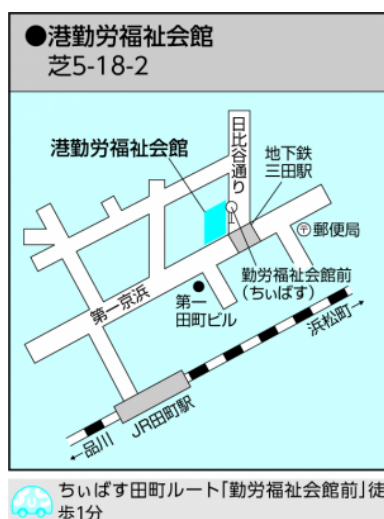 ●港勤労福祉会館
芝5-18-2
港勤労福祉会館
日比谷通り
地下鉄
三田駅
〒郵便局
勤労福祉会館前
(ちぃばす)
第一京浜
第一
田町ビル
浜松町→
JR田町駅
←品川
ちぃばす田町ルート「勤労福祉会館前」徒
歩1分